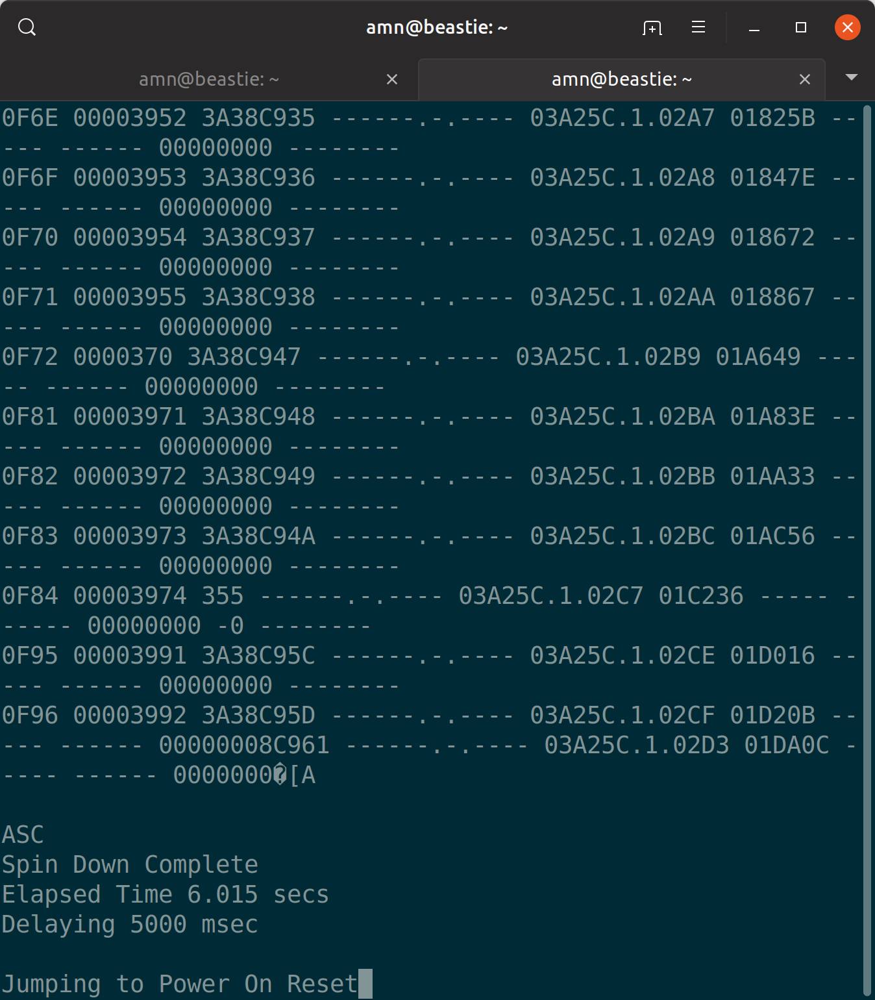 amn@beastie: ~
amn@beastie: ~
amn@beastie: ~
0F6E 00003952 3A38C935 ------.-.---- 03A25C.1.02A7 01825B --
--- ------ 00000000 --------
0F6F 00003953 3A38C936 ------.-.---- 03A25C.1.02A8 01847E --
--- ------ 00000000 --------
0F70 00003954 3A38C937 ------.-.---- 03A25C.1.02A9 018672 --
--- ------ 00000000 --------
0F71 00003955 3A38C938 ------.-.---- 03A25C.1.02AA 018867 --
--- ------ 00000000 --------
0F72 0000370 3A38C947 ------.-.---- 03A25C.1.02B9 01A649 ---
-- ------ 00000000 --------
0F81 00003971 3A38C948 ------.-.---- 03A25C.1.02BA 01A83E --
--- ------ 00000000 --------
0F82 00003972 3A38C949 ------.-.---- 03A25C.1.02BB 01AA33 --
--- ------ 00000000 --------
0F83 00003973 3A38C94A ------.-.---- 03A25C.1.02BC 01AC56 --
--- ------ 00000000 --------
0F84 00003974 355 ------.-.---- 03A25C.1.02C7 01C236 ----- -
----- 00000000 -0 --------
0F95 00003991 3A38C95C ------.-.---- 03A25C.1.02CE 01D016 --
--- ------ 00000000 --------
0F96 00003992 3A38C95D ------.-.---- 03A25C.1.02CF 01D20B --
--- ------ 00000008C961 ------.-.---- 03A25C.1.02D3 01DA0C -
---- ------ 0000000�[A
ASC
Spin Down Complete
Elapsed Time 6.015 secs
Delaying 5000 msec
Jumping to Power On Reset